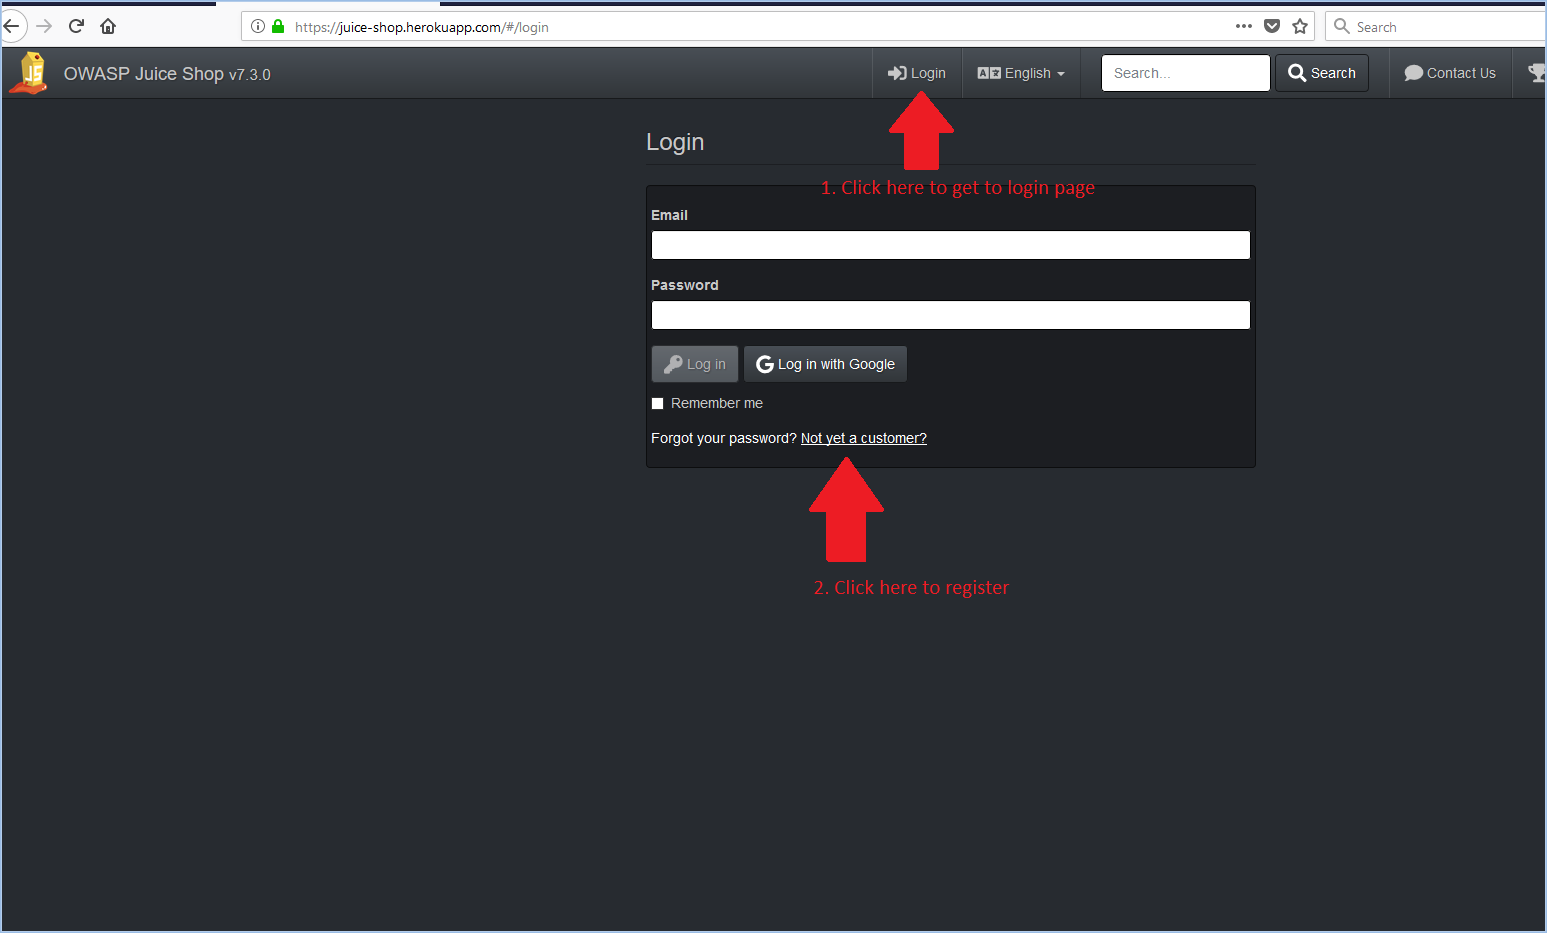 https://juice-shop.herokuapp.com/#/login
Search
JS
OWASP Juice Shop v7.3.0
Login
English
Search...
Search
Contact Us
Login
1. Click here to get to login page
Email
Password
Log in
Log in with Google
Remember me
Forgot your password? Not yet a customer?
2. Click here to register